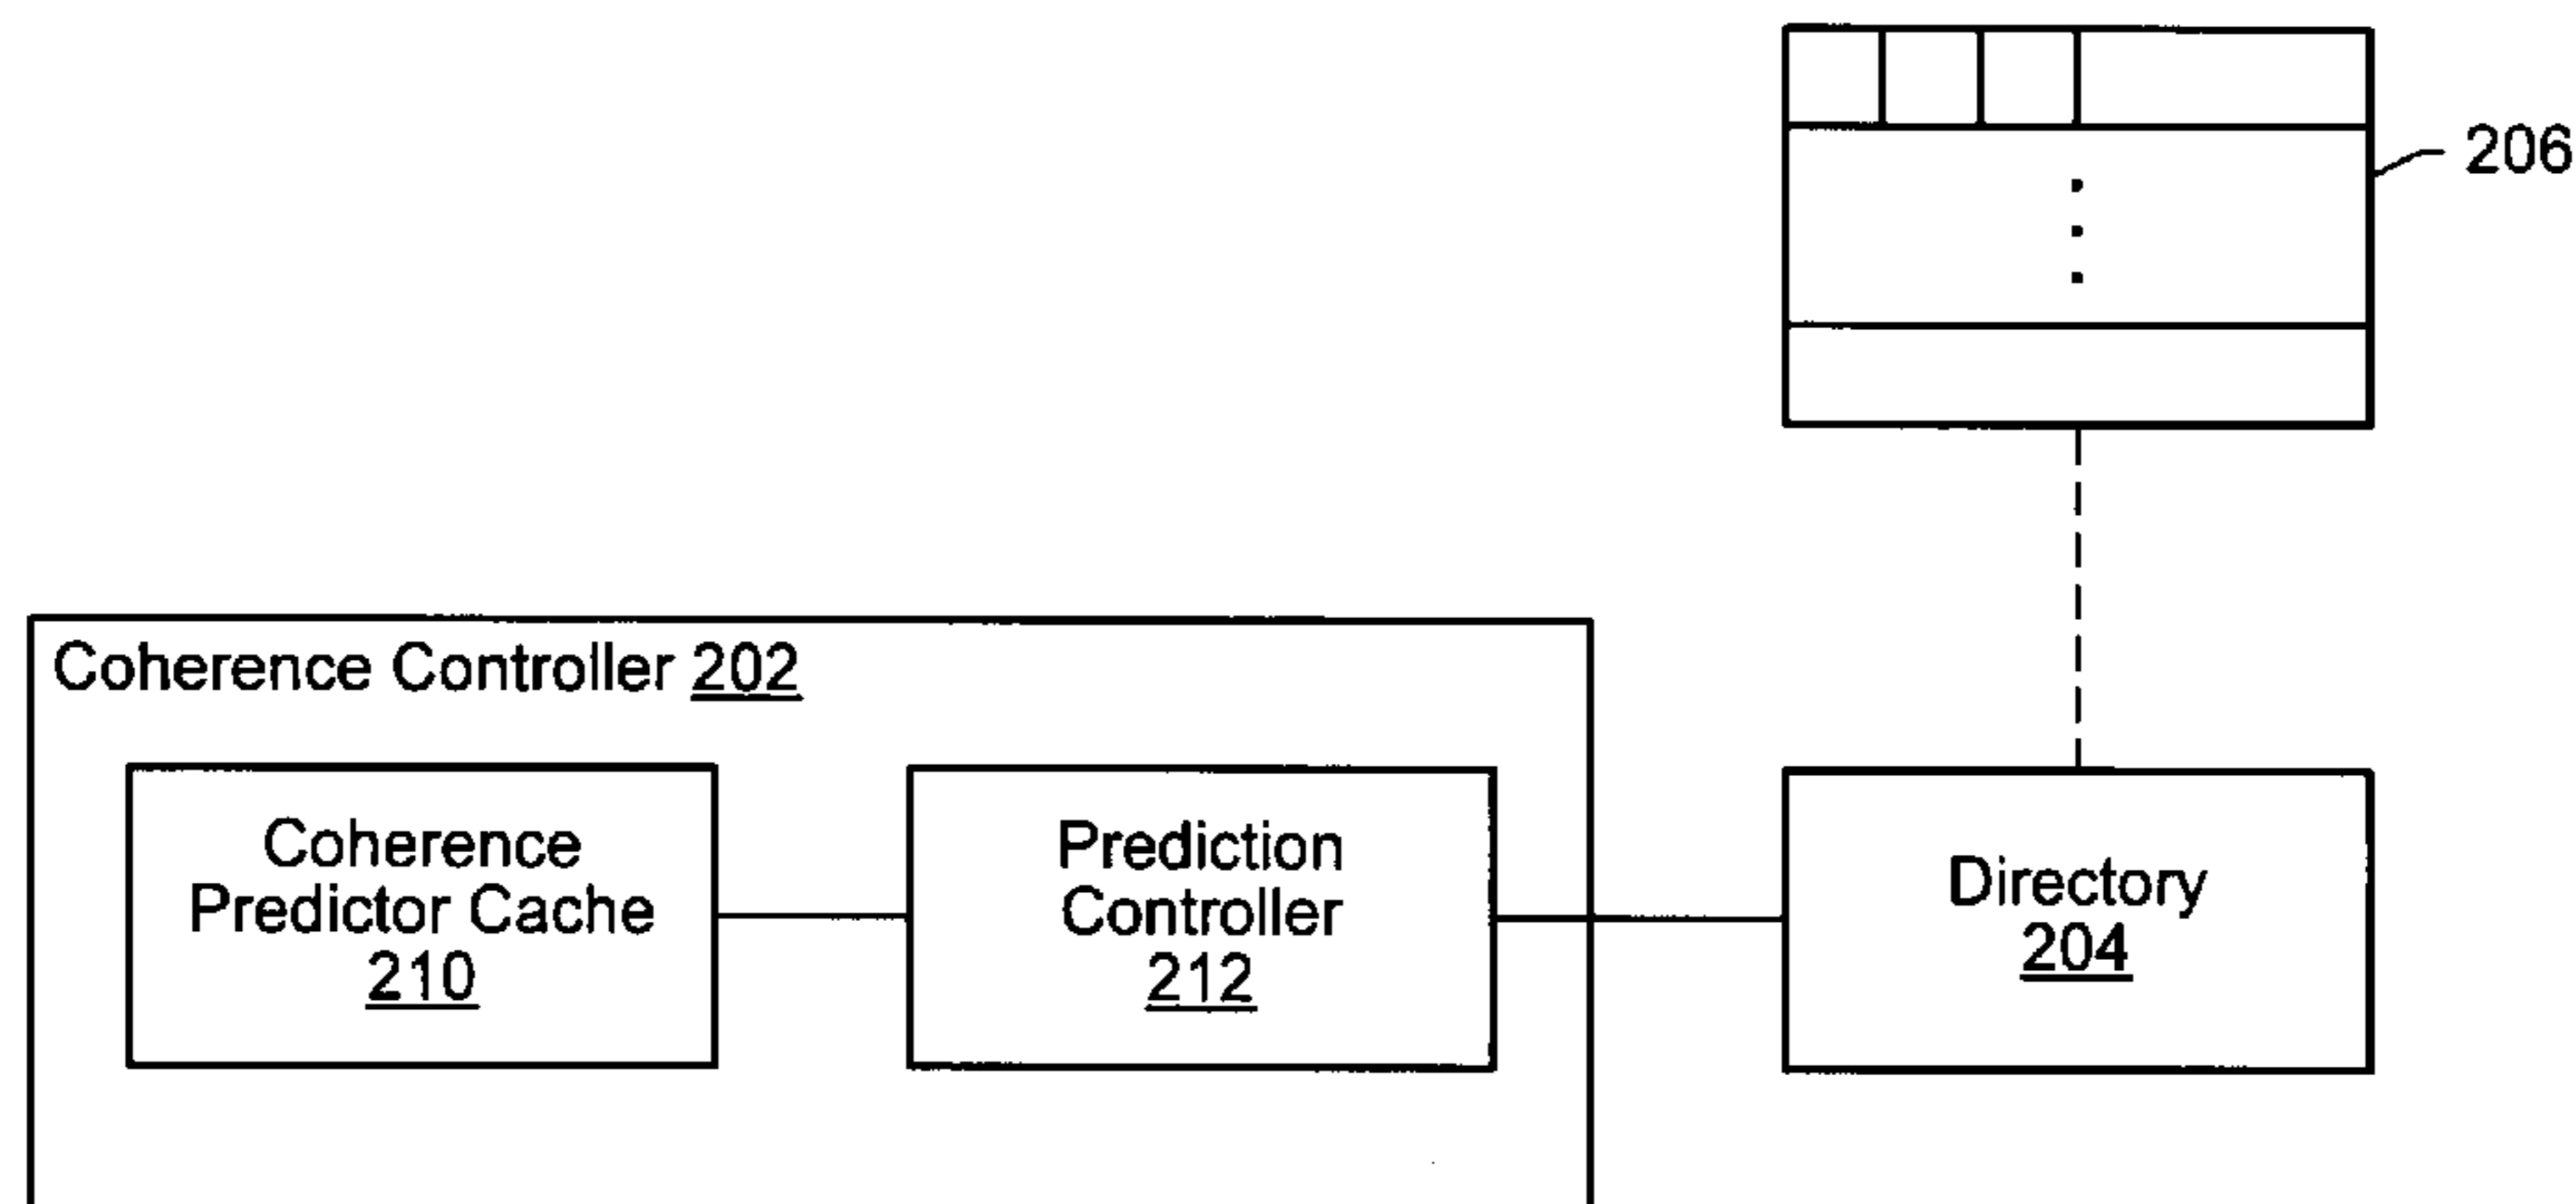 206
Coherence Controller 202
Coherence
Predictor Cache
210
Prediction
Controller
212
Directory
204